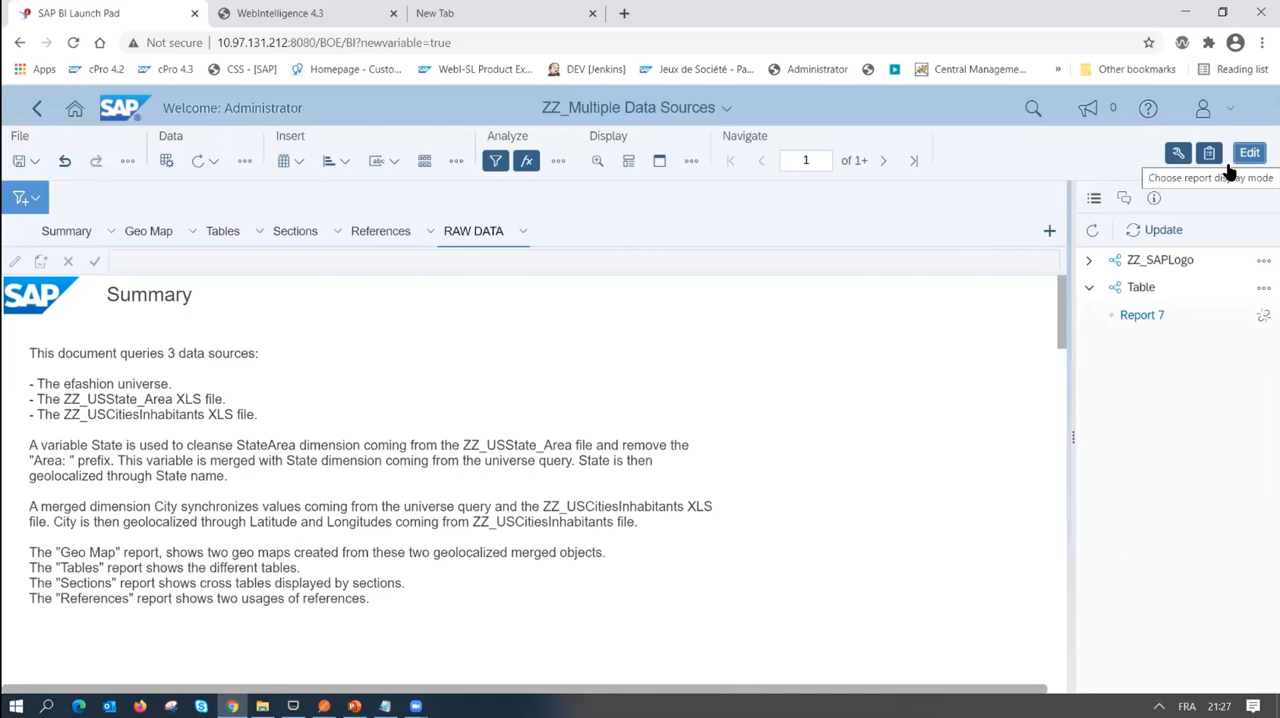 SAP BI Launch Pad
WebIntelligence 4.3
New Tab
Not secure
10.97.131.212:8080/BOE/BI?newvariable=true
Apps
cPro 4.2
cPro 4.3
CSS - [SAP]
Homepage - Custo...
WebI-SL Product Ex...
DEV [Jenkins]
Jeux de Société - Pa...
Administrator
Central Manageme...
»
Other bookmarks
Reading list
SAP
Welcome: Administrator
ZZ_Multiple Data Sources
0
File
Data
Insert
Analyze
Display
Navigate
1
of 1+
Edit
Choose report display mode
Summary
Geo Map
Tables
Sections
References
RAW DATA
Update
ZZ_SAPLogo
Table
Report 7
SAP
Summary
This document queries 3 data sources:
- The efashion universe.
- The ZZ_USState_Area XLS file.
- The ZZ_USCitiesInhabitants XLS file.
A variable State is used to cleanse StateArea dimension coming from the ZZ_USState_Area file and remove the
"Area: " prefix. This variable is merged with State dimension coming from the universe query. State is then
geolocalized through State name.
A merged dimension City synchronizes values coming from the universe query and the ZZ_USCitiesInhabitants XLS
file. City is then geolocalized through Latitude and Longitudes coming from ZZ_USCitiesInhabitants file.
The "Geo Map" report, shows two geo maps created from these two geolocalized merged objects.
The "Tables" report shows the different tables.
The "Sections" report shows cross tables displayed by sections.
The "References" report shows two usages of references.
FRA
21:27